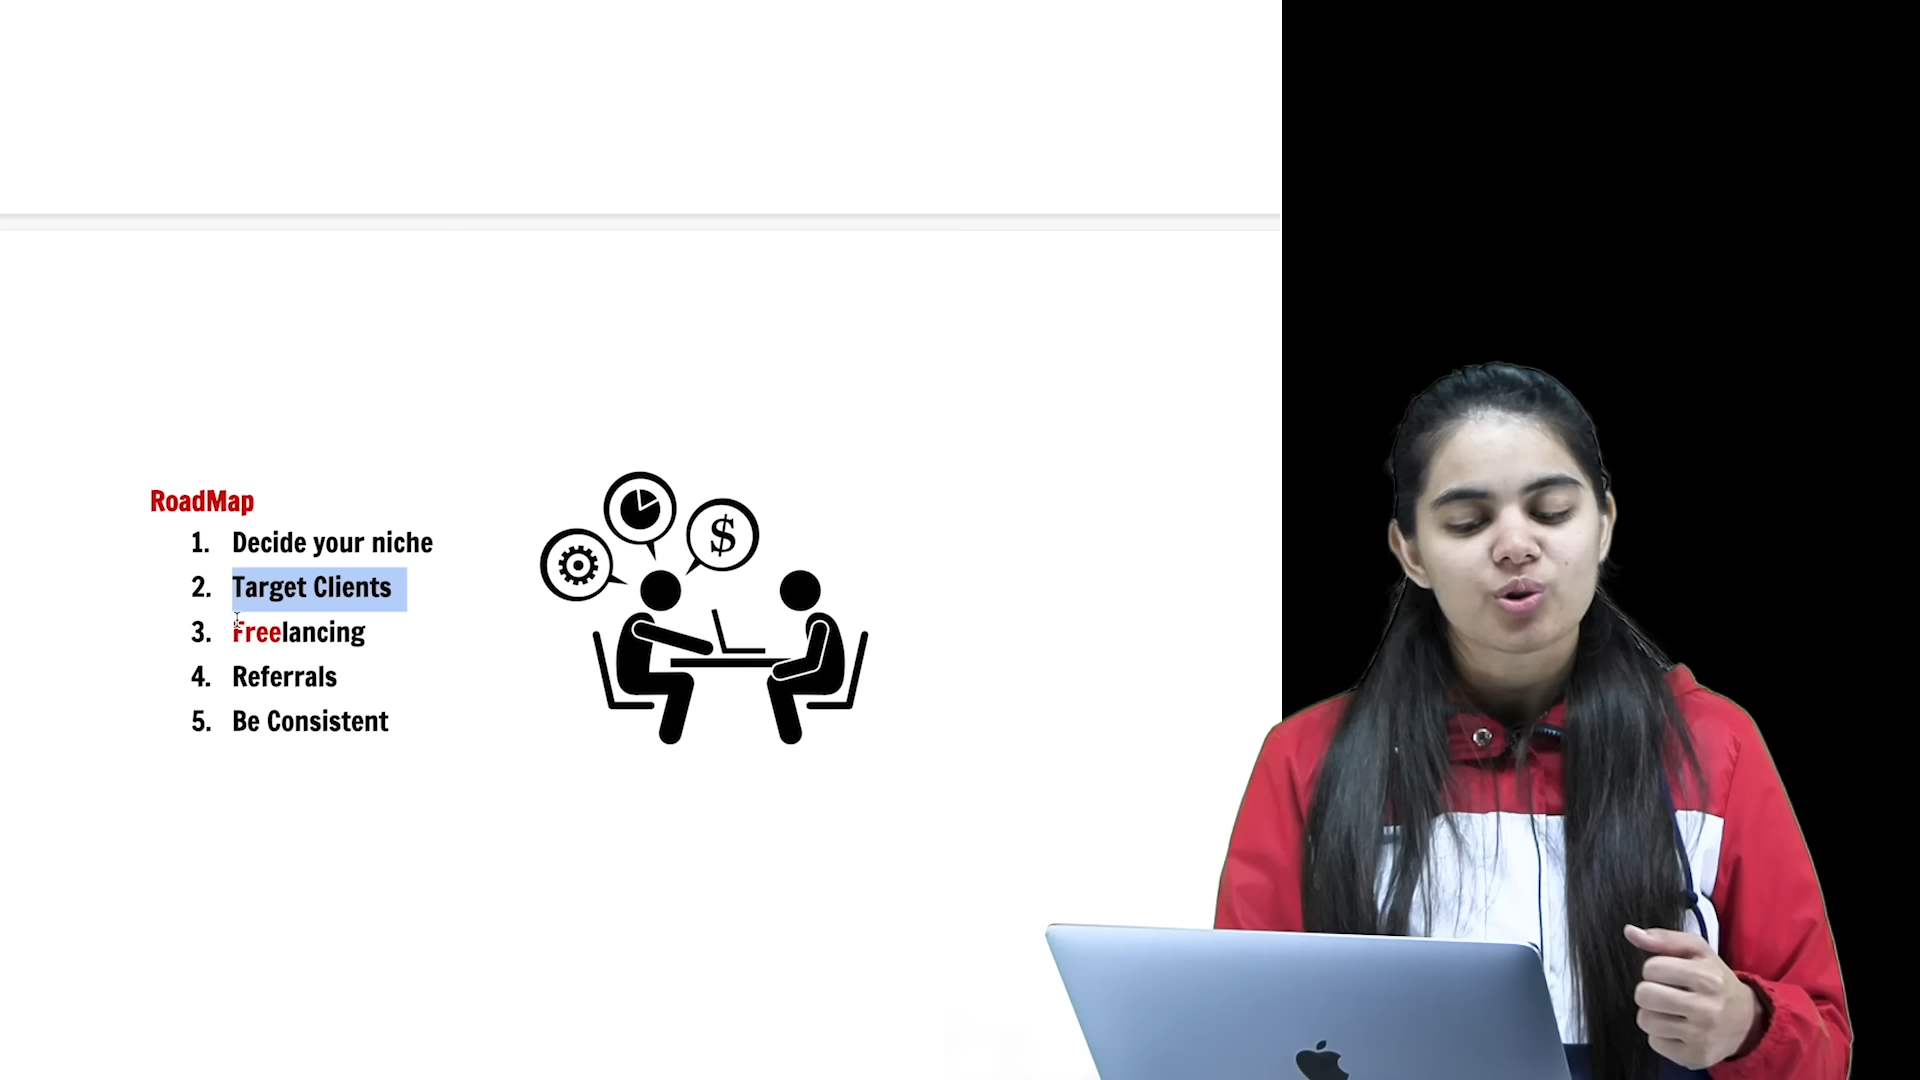 RoadMap
1. Decide your niche
2. Target Clients
3. Freelancing
4. Referrals
5. Be Consistent
$